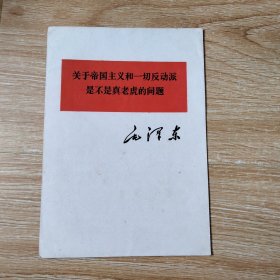 关于帝国主义和一切反动派
是不是真老虎的问题
毛泽东